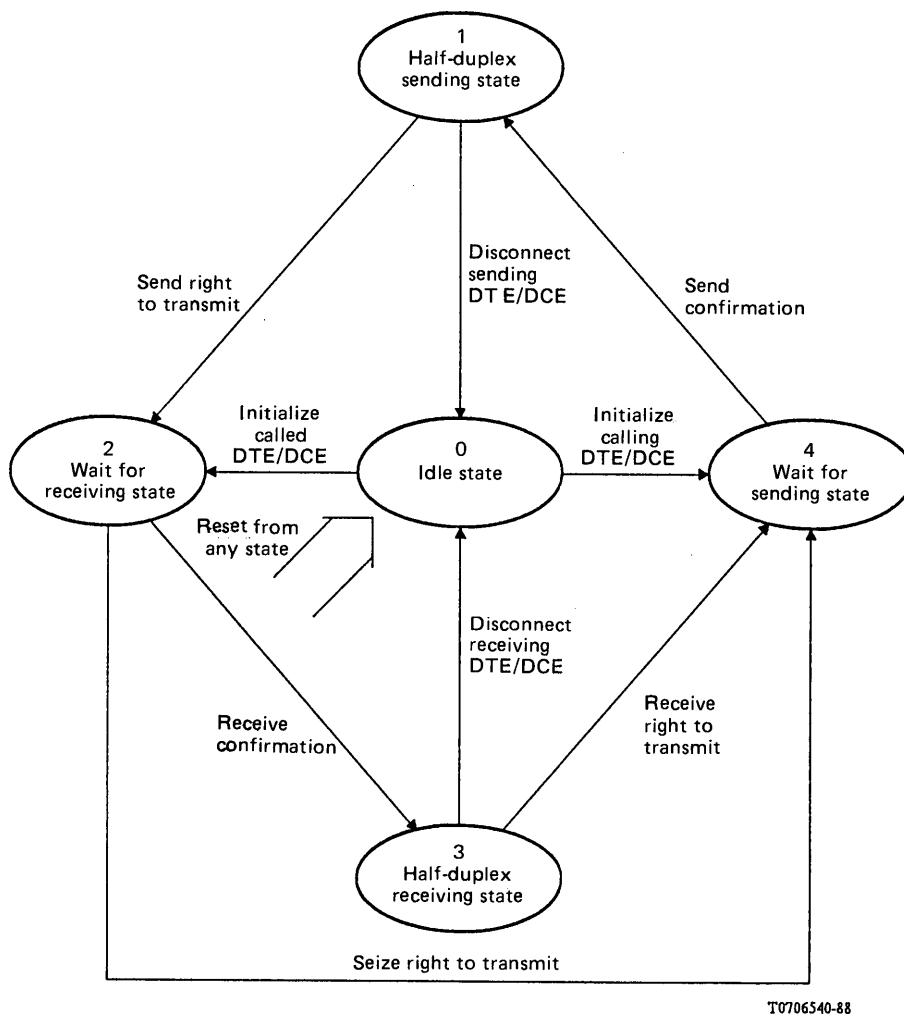 1
Half-duplex
sending state
Send right
to transmit
Disconnect
sending
DTE/DCE
Send
confirmation
Initialize
called
DTE/DCE
Initialize
calling
DTE/DCE
2
Wait for
receiving state
0
Idle state
4
Wait for
sending state
Reset from
any state
Disconnect
receiving
DTE/DCE
Receive
confirmation
Receive
right to
transmit
3
Half-duplex
receiving state
Seize right to transmit
T0706540-88